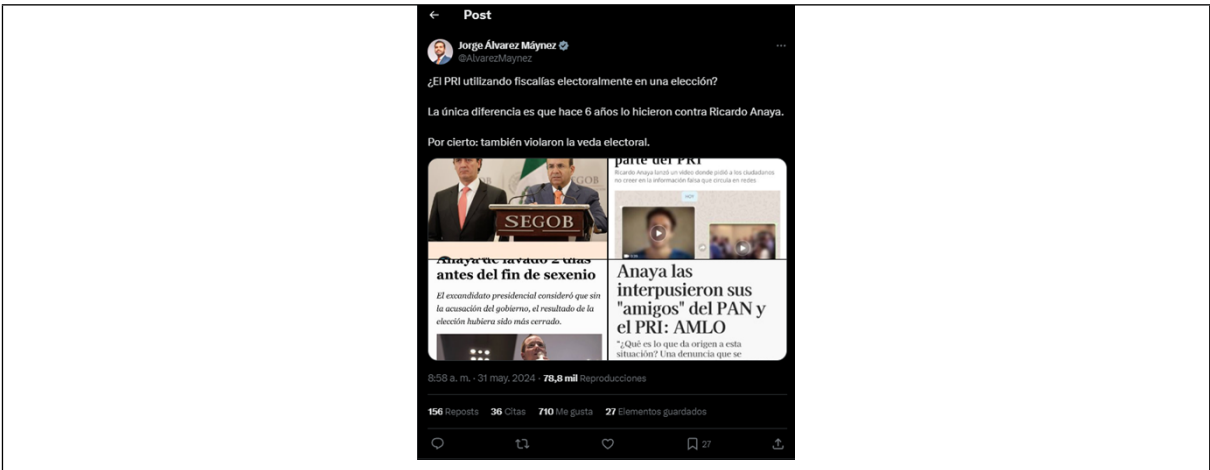 Post
Jorge Álvarez Máynez
@AlvarezMaynez
¿El PRI utilizando fiscalías electoralmente en una elección?
La única diferencia es que hace 6 años lo hicieron contra Ricardo Anaya.
Por cierto: también violaron la veda electoral.
SEGOB
parte del PRI
Ricardo Anaya lanzó un video donde pidió a los ciudadanos
no creer en la información falsa que circula en redes.
HOY
Anaya de lavado 2 días
antes del fin de sexenio
El excandidato presidencial consideró que sin
la acusación del gobierno, el resultado de la
elección hubiera sido más cerrado.
Anaya las
interpusieron sus
"amigos" del PAN y
el PRI: AMLO
"¿Qué es lo que da origen a esta
situación? Una denuncia que se
8:58 a. m. · 31 may. 2024 · 78,8 mil Reproducciones
156 Reposts 36 Citas 710 Me gusta 27 Elementos guardados
27